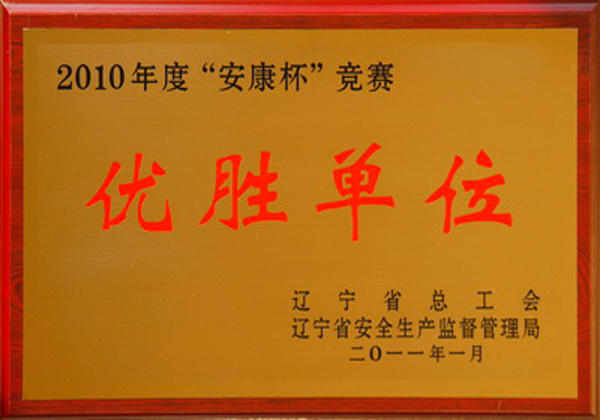 2010年度“安康杯”竞赛
优胜单位
辽宁省总工会
辽宁省安全生产监督管理局
二〇一一年一月